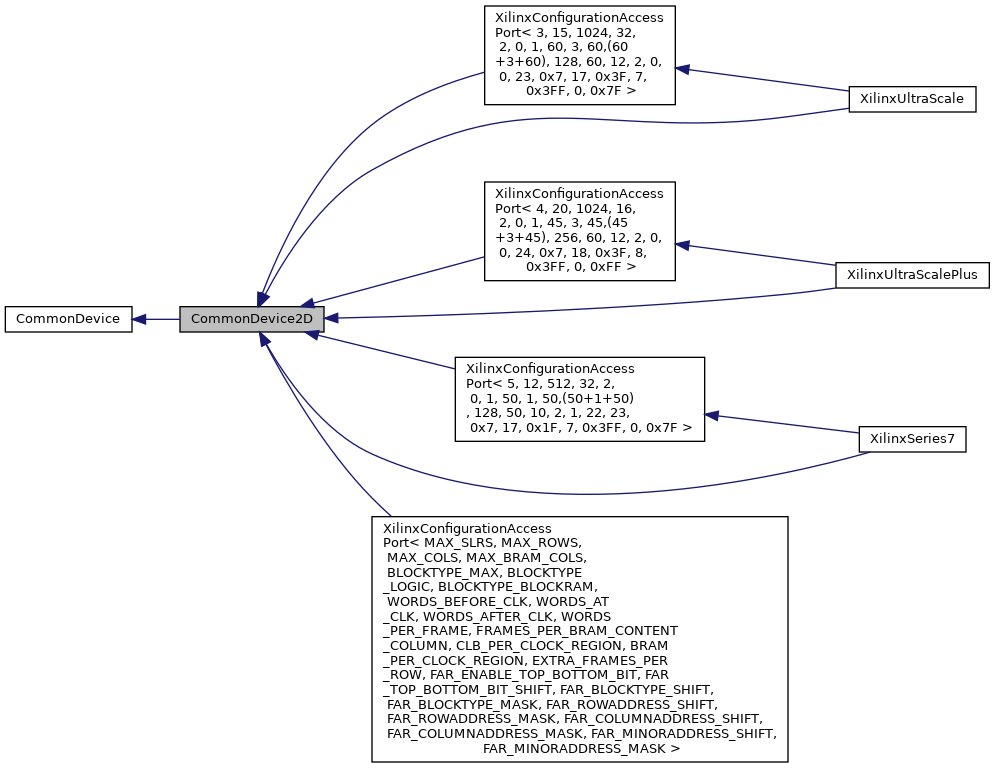 XilinxConfigurationAccess
Port< 3, 15, 1024, 32,
2, 0, 1, 60, 3, 60,(60
+3+60), 128, 60, 12, 2, 0,
0, 23, 0x7, 17, 0x3F, 7,
0x3FF, 0, 0x7F >
XilinxUltraScale
XilinxConfigurationAccess
Port< 4, 20, 1024, 16,
2, 0, 1, 45, 3, 45,(45
+3+45), 256, 60, 12, 2, 0,
0, 24, 0x7, 18, 0x3F, 8,
0x3FF, 0, 0xFF >
XilinxUltraScalePlus
CommonDevice
CommonDevice2D
XilinxConfigurationAccess
Port< 5, 12, 512, 32, 2,
0, 1, 50, 1, 50,(50+1+50)
, 128, 50, 10, 2, 1, 22, 23,
0x7, 17, 0x1F, 7, 0x3FF, 0, 0x7F >
XilinxSeries7
XilinxConfigurationAccess
Port< MAX_SLRS, MAX_ROWS,
MAX_COLS, MAX_BRAM_COLS,
BLOCKTYPE_MAX, BLOCKTYPE
_LOGIC, BLOCKTYPE_BLOCKRAM,
WORDS_BEFORE_CLK, WORDS_AT
_CLK, WORDS_AFTER_CLK, WORDS
_PER_FRAME, FRAMES_PER_BRAM_CONTENT
_COLUMN, CLB_PER_CLOCK_REGION, BRAM
_PER_CLOCK_REGION, EXTRA_FRAMES_PER
_ROW, FAR_ENABLE_TOP_BOTTOM_BIT, FAR
_TOP_BOTTOM_BIT_SHIFT, FAR_BLOCKTYPE_SHIFT,
FAR_BLOCKTYPE_MASK, FAR_ROWADDRESS_SHIFT,
FAR_ROWADDRESS_MASK, FAR_COLUMNADDRESS_SHIFT,
FAR_COLUMNADDRESS_MASK, FAR_MINORADDRESS_SHIFT,
FAR_MINORADDRESS_MASK >